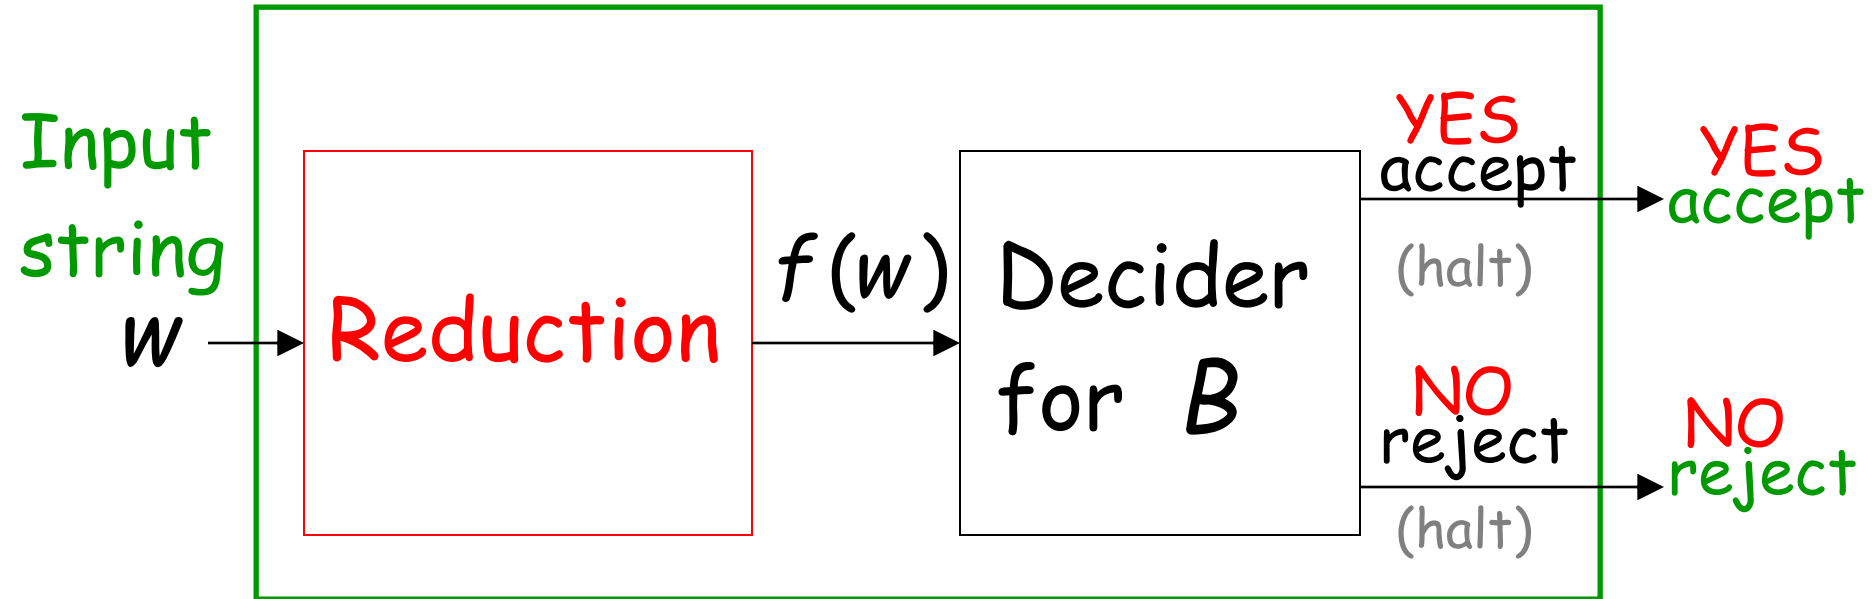 Input
string
w
Reduction
f(w)
Decider
for B
YES
accept
(halt)
NO
reject
(halt)
YES
accept
NO
reject